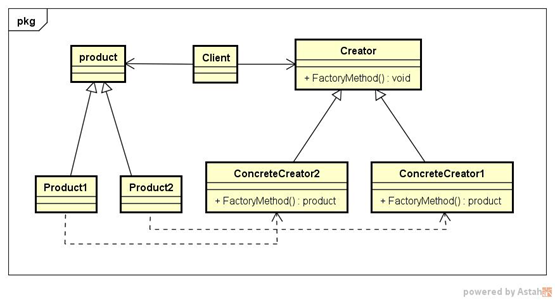 pkg
product
Client
Creator
+ FactoryMethod() : void
Product1
Product2
ConcreteCreator2
+ FactoryMethod() : product
ConcreteCreator1
+ FactoryMethod() : product
powered by Astah